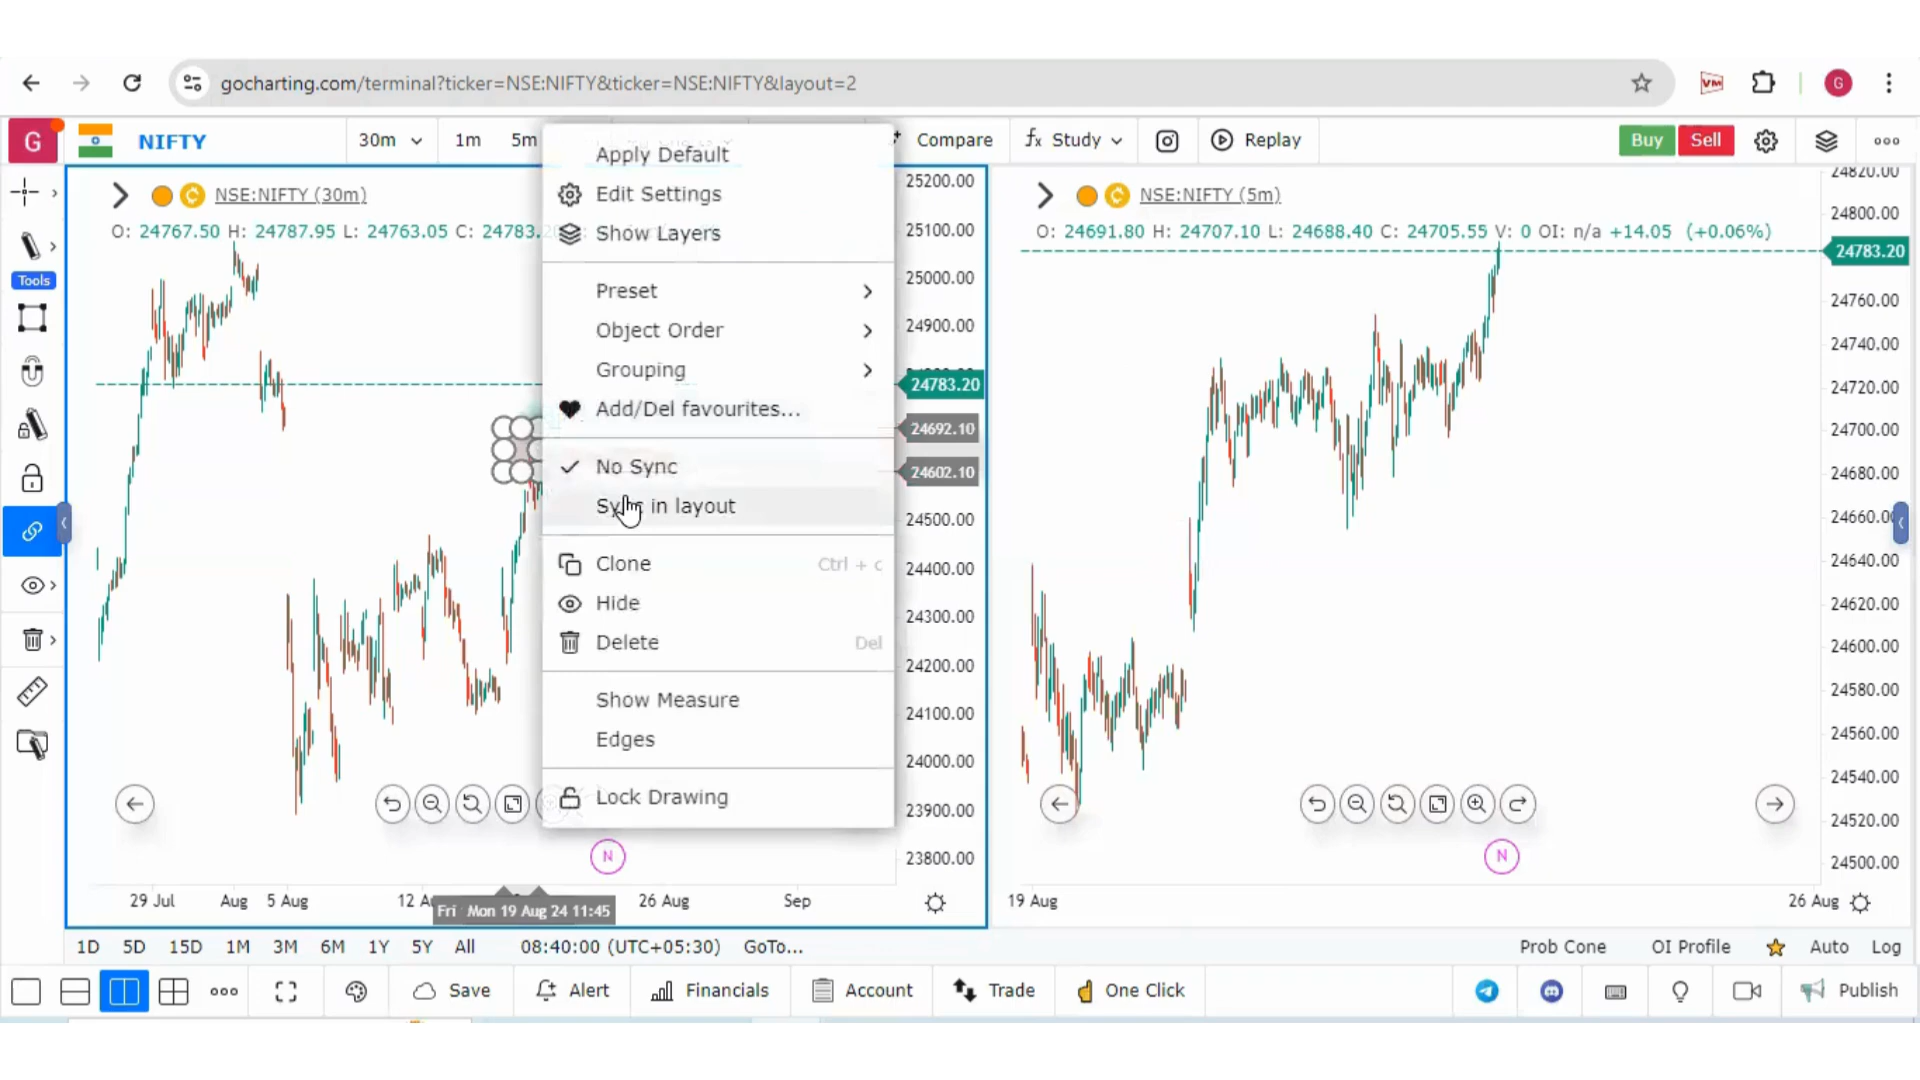 gocharting.com/terminal?ticker=NSE:NIFTY&ticker=NSE:NIFTY&layout=2
G
G NIFTY 30m 1m 5m Compare fx Study Replay Buy Sell
Tools
NSE:NIFTY (30m)
O: 24767.50 H: 24787.95 L: 24763.05 C: 24783.
Apply Default
Edit Settings
Show Layers
Preset
Object Order
Grouping
Add/Del favourites...
No Sync
Sync in layout
Clone Ctrl + c
Hide
Delete Del
Show Measure
Edges
Lock Drawing
25200.00
25100.00
25000.00
24900.00
24783.20
24692.10
24602.10
24500.00
24400.00
24300.00
24200.00
24100.00
24000.00
23900.00
23800.00
N
29 Jul Aug 5 Aug 12 Au 26 Aug Sep
Fri Mon 19 Aug 24 11:45
NSE:NIFTY (5m)
O: 24691.80 H: 24707.10 L: 24688.40 C: 24705.55 V: 0 OI: n/a +14.05 (+0.06%)
24820.00
24800.00
24783.20
24760.00
24740.00
24720.00
24700.00
24680.00
24660.00
24640.00
24620.00
24600.00
24580.00
24560.00
24540.00
24520.00
24500.00
N
19 Aug 26 Aug
1D 5D 15D 1M 3M 6M 1Y 5Y All 08:40:00 (UTC+05:30) GoTo... Prob Cone OI Profile Auto Log
Save Alert Financials Account Trade One Click Publish